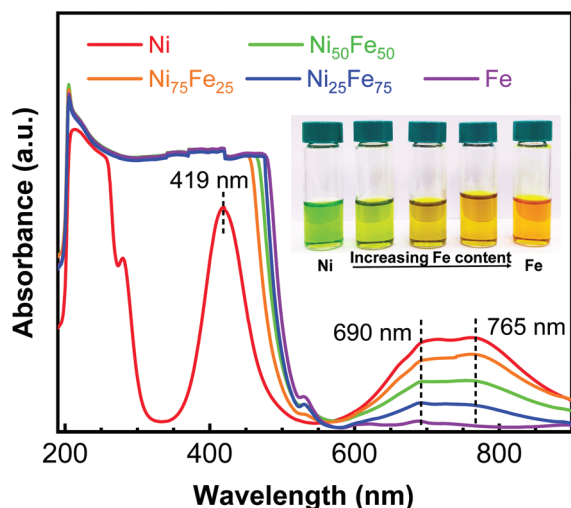 Ni Ni₅₀Fe₅₀
Ni₇₅Fe₂₅ Ni₂₅Fe₇₅ Fe
419 nm
Ni Increasing Fe content Fe
690 nm 765 nm
Absorbance (a.u.)
200 400 600 800
Wavelength (nm)